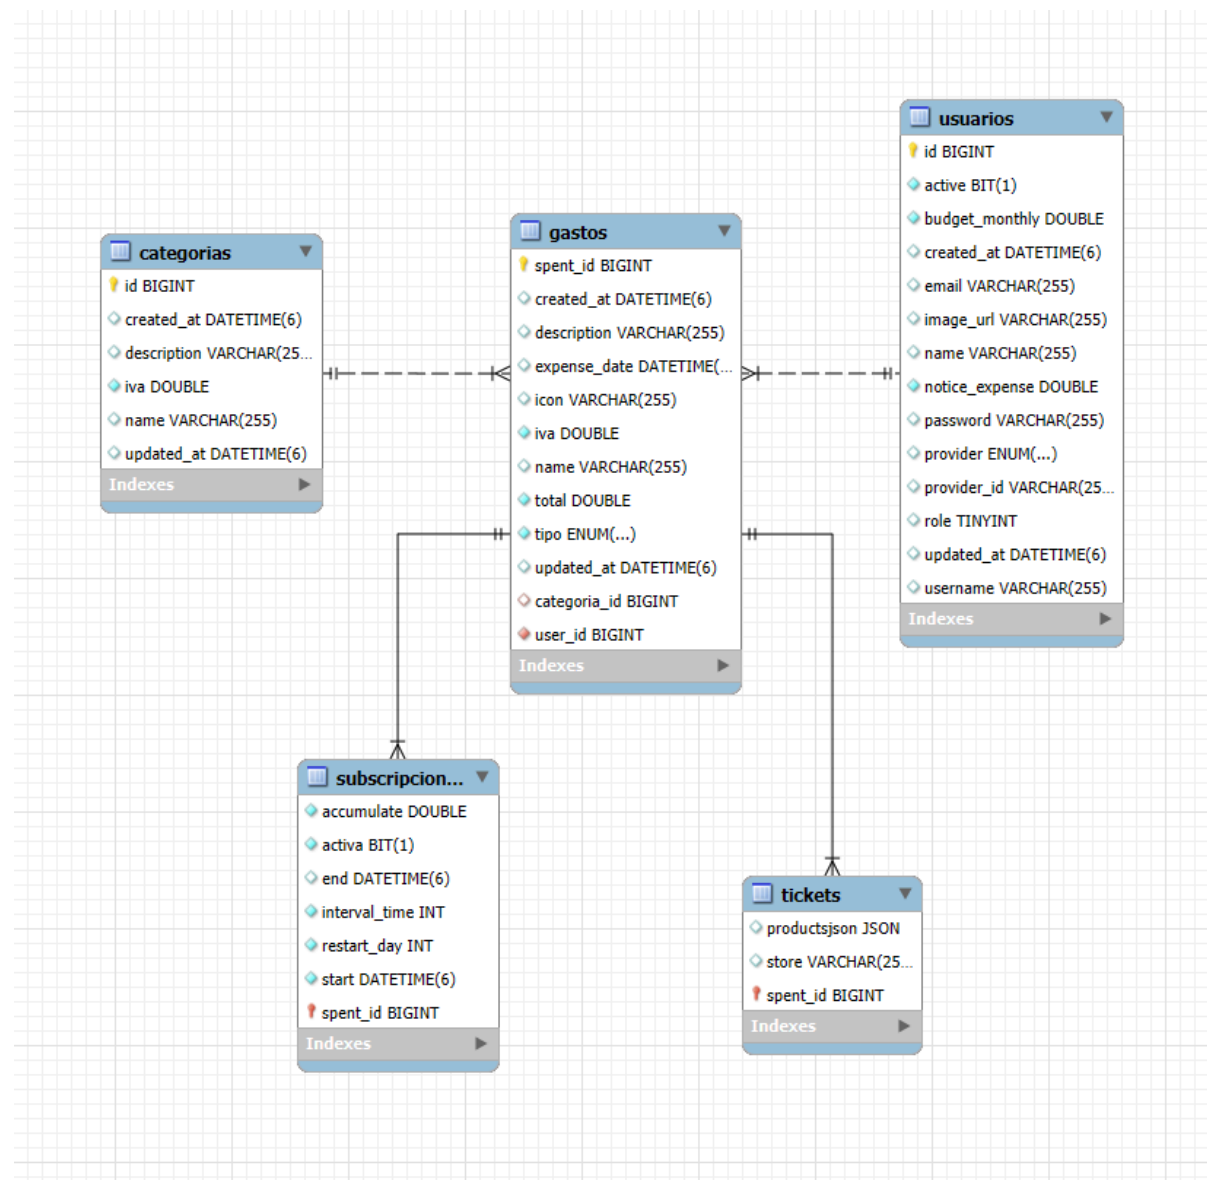 categorias
id BIGINT
created_at DATETIME(6)
description VARCHAR(25...
iva DOUBLE
name VARCHAR(255)
updated_at DATETIME(6)
Indexes
gastos
spent_id BIGINT
created_at DATETIME(6)
description VARCHAR(255)
expense_date DATETIME(...
icon VARCHAR(255)
iva DOUBLE
name VARCHAR(255)
total DOUBLE
tipo ENUM(...)
updated_at DATETIME(6)
categoria_id BIGINT
user_id BIGINT
Indexes
usuarios
id BIGINT
active BIT(1)
budget_monthly DOUBLE
created_at DATETIME(6)
email VARCHAR(255)
image_url VARCHAR(255)
name VARCHAR(255)
notice_expense DOUBLE
password VARCHAR(255)
provider ENUM(...)
provider_id VARCHAR(25...
role TINYINT
updated_at DATETIME(6)
username VARCHAR(255)
Indexes
subscripcion...
accumulate DOUBLE
activa BIT(1)
end DATETIME(6)
interval_time INT
restart_day INT
start DATETIME(6)
spent_id BIGINT
Indexes
tickets
productsjson JSON
store VARCHAR(25...
spent_id BIGINT
Indexes